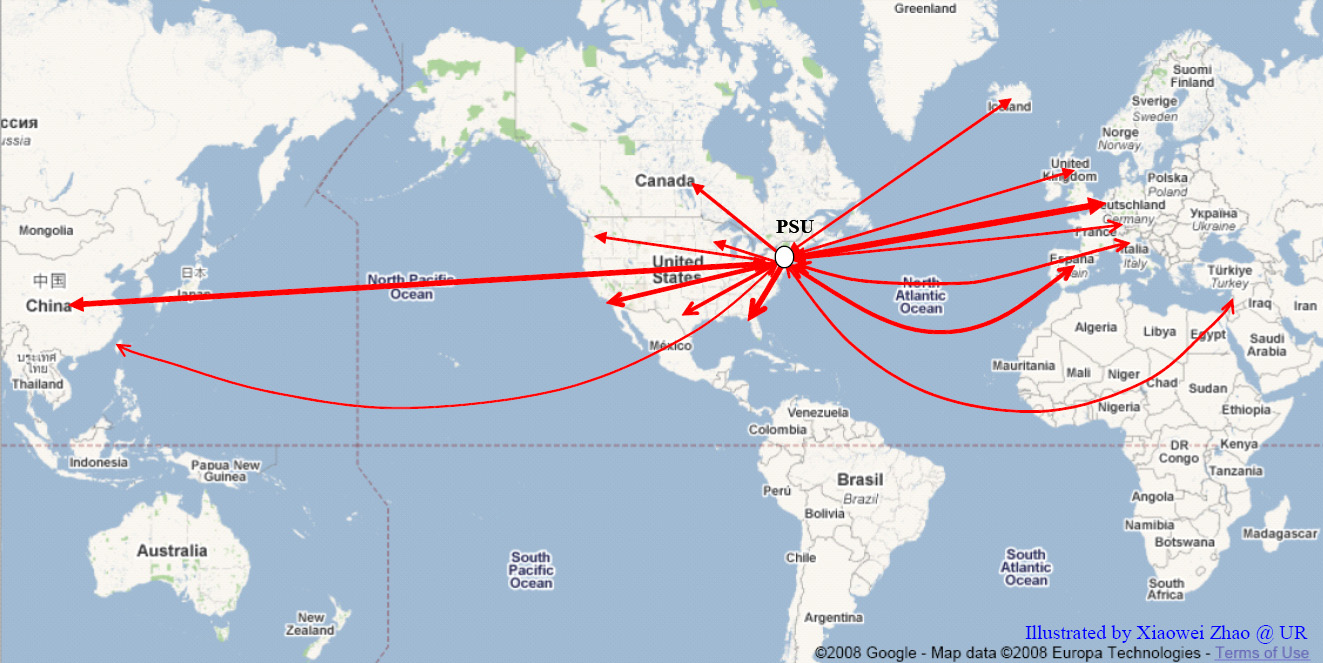 Greenland
Suomi
Finland
Iceland
Sverige
Sweden
Norge
Norway
ссия
ussia
United
Kingdom
Canada
Polska
Poland
eutschland
Germany
Україна
Ukraine
PSU
Mongolia
France
United
States
Italia
Italy
España
ain
中国
日本
China
Japan
North Pacific
Ocean
North
Atlantic
Ocean
Türkiye
Turkey
Iraq
Iran
ประเทศ
ไทย
Thailand
México
Algeria
Libya
Egypt
Saudi
Arabia
Mauritania
Mali
Niger
Chad
Sudan
Nigeria
Ethiopia
Venezuela
Colombia
Indonesia
Papua New
Guinea
DR
Congo
Kenya
Tanzania
Perú
Brasil
Brazil
Bolivia
Angola
Namibia
Botswana
Madagascar
Australia
South
Pacific
Ocean
Chile
South
Atlantic
Ocean
South
Africa
New
Zealand
Argentina
Illustrated by Xiaowei Zhao @ UR
©2008 Google - Map data ©2008 Europa Technologies - Terms of Use